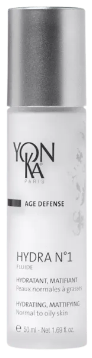 YON
KA
PARIS
AGE DEFENSE
HYDRA N°1
FLUIDE
HYDRATANT, MATIFIANT
Peaux normales à grasses
HYDRATING, MATTIFYING
Normal to oily skin
50 ml - Net 1.69 fl. oz.